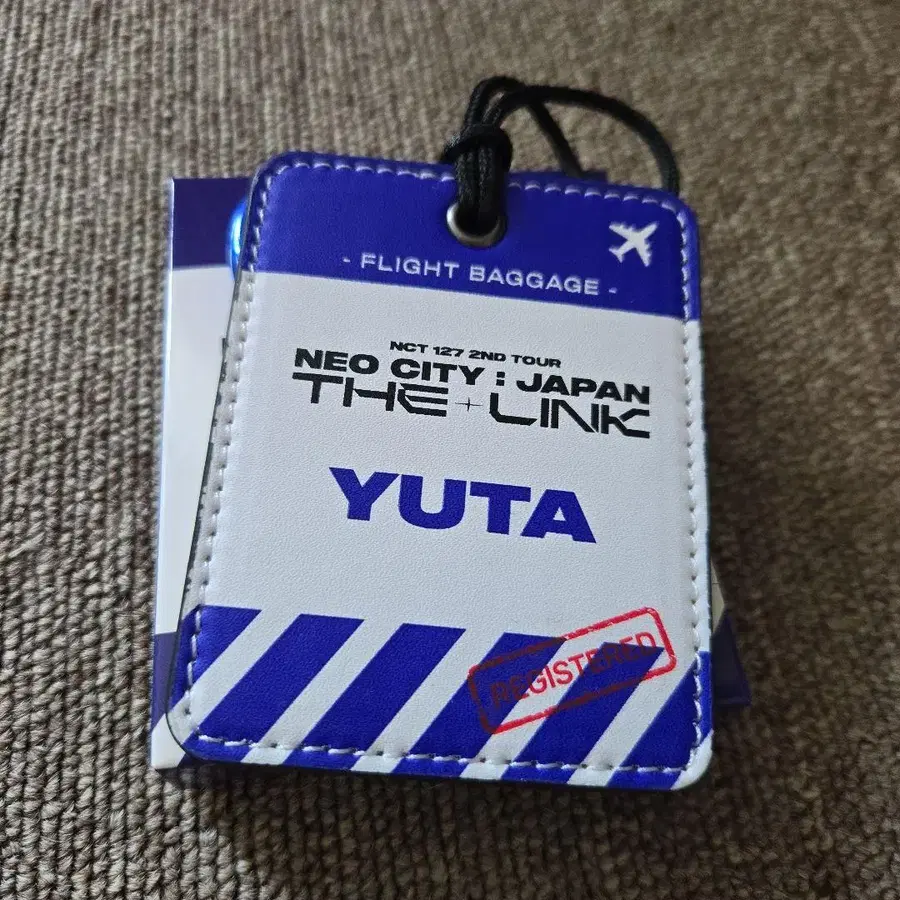 - FLIGHT BAGGAGE -
NCT 127 2ND TOUR
NEO CITY : JAPAN
THE LINK
YUTA
REGISTERED